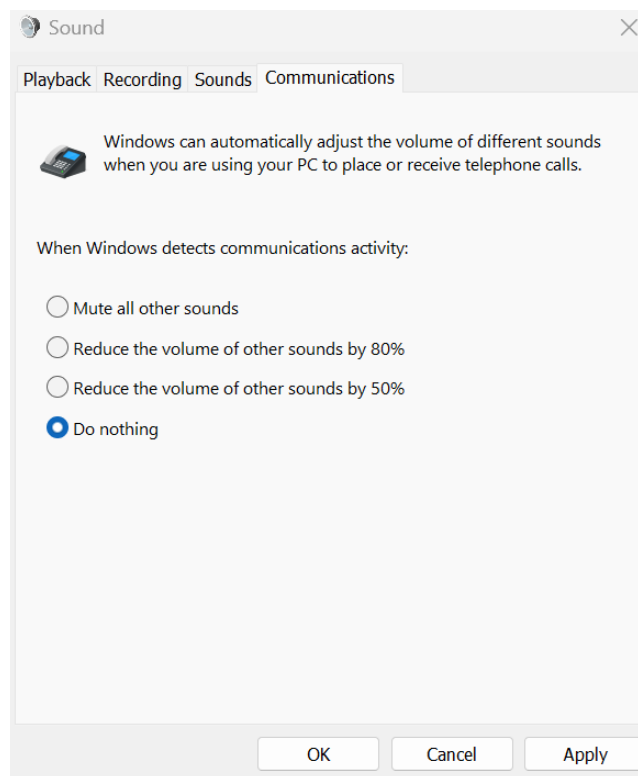 Sound
Playback Recording Sounds Communications
Windows can automatically adjust the volume of different sounds
when you are using your PC to place or receive telephone calls.
When Windows detects communications activity:
Mute all other sounds
Reduce the volume of other sounds by 80%
Reduce the volume of other sounds by 50%
Do nothing
OK Cancel Apply